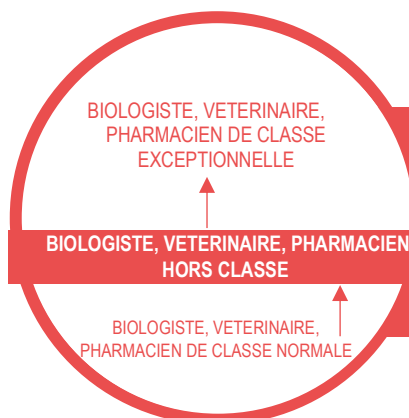 BIOLOGISTE, VETERINAIRE,
PHARMACIEN DE CLASSE
EXCEPTIONNELLE
BIOLOGISTE, VETERINAIRE, PHARMACIEN
HORS CLASSE
BIOLOGISTE, VETERINAIRE,
PHARMACIEN DE CLASSE NORMALE